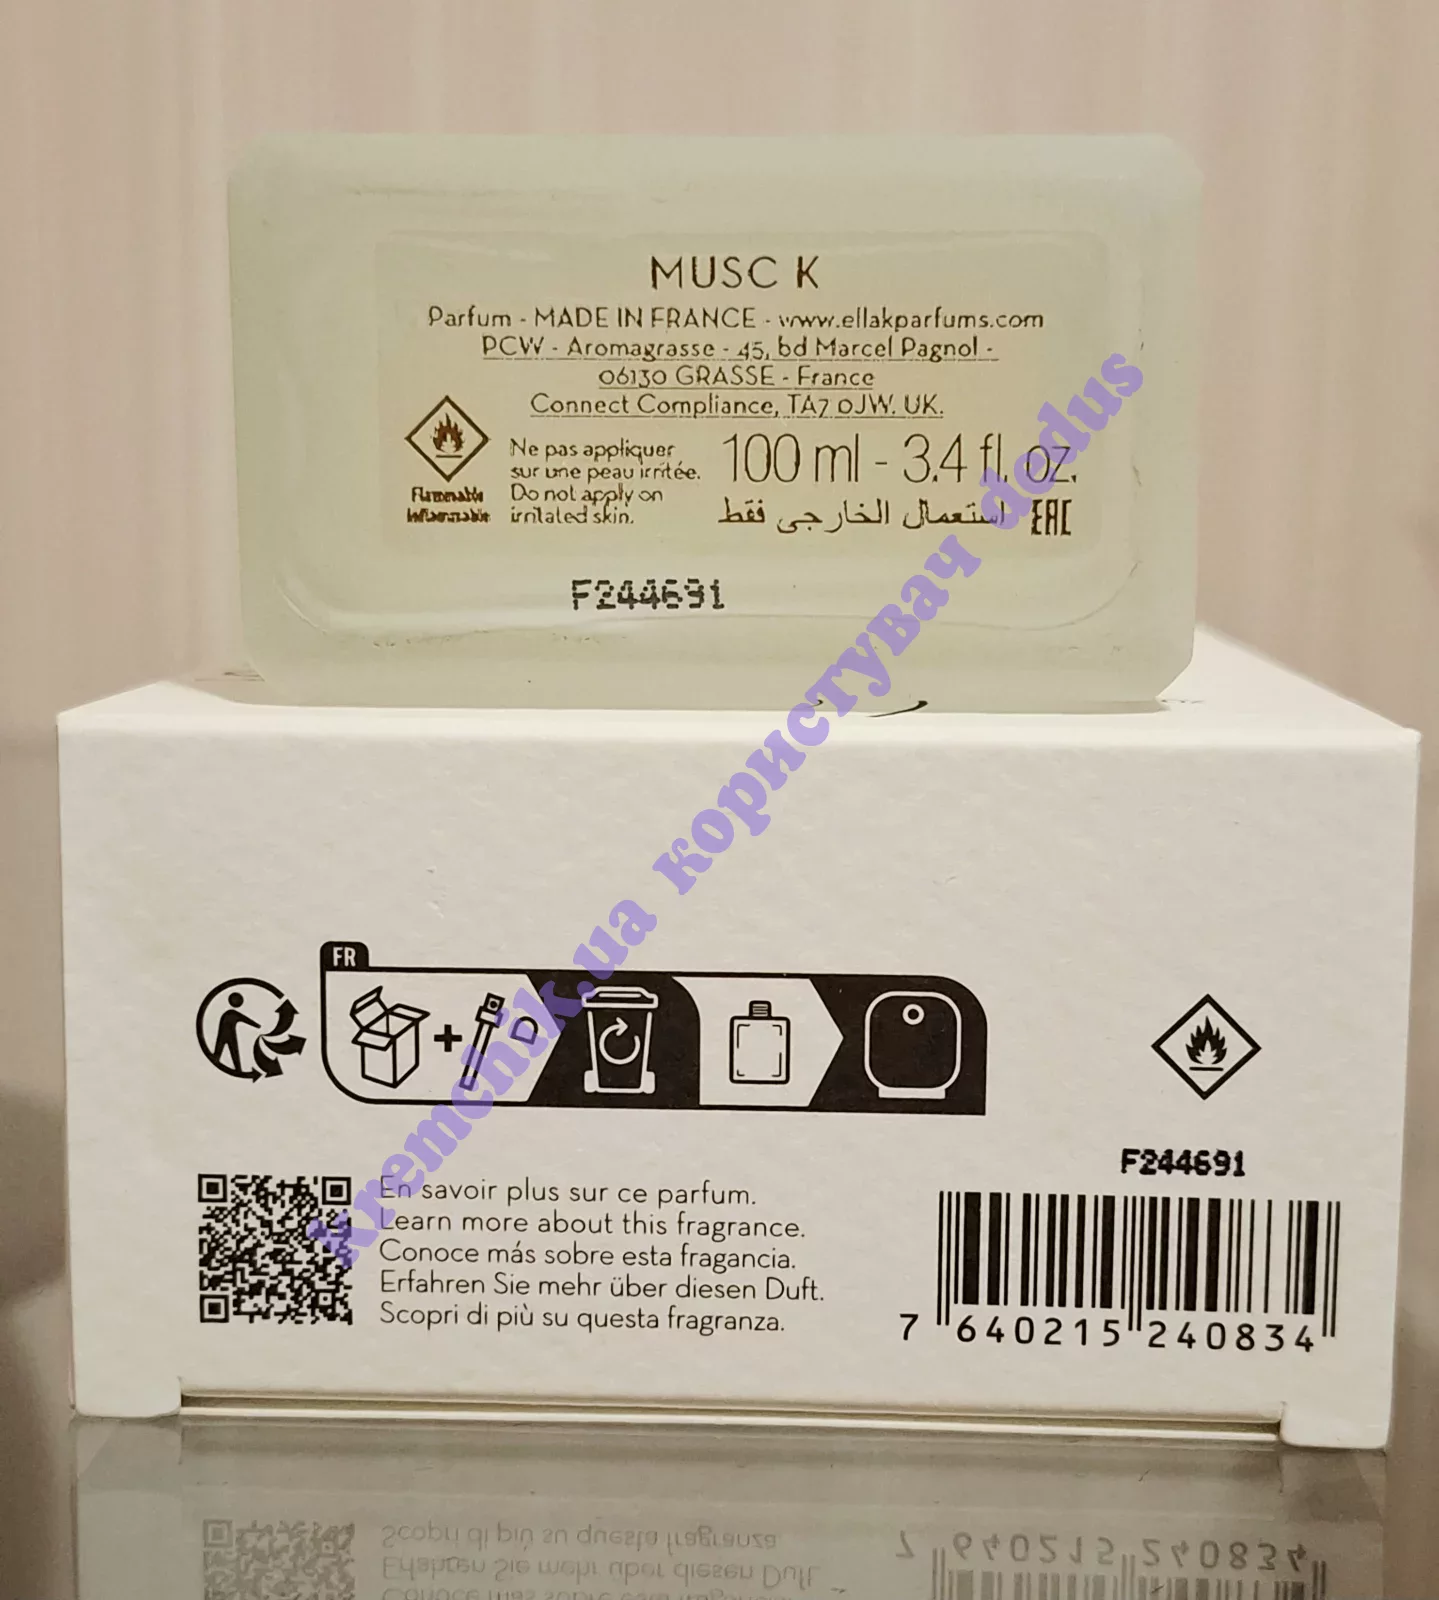 MUSC K
Parfum - MADE IN FRANCE - www.ellakparfums.com
PCW - Aromagrasse - 45, bd Marcel Pagnol -
06130 GRASSE - France
Connect Compliance, TA7 0JW. UK.
Ne pas appliquer
sur une peau irritée.
Do not apply on
irritated skin.
Flammable
Inflammable
100 ml - 3.4 fl. oz.
استعمال الخارجي فقط
EAC
F244691
kremchik.ua користувач dodus
FR
F244691
En savoir plus sur ce parfum.
Learn more about this fragrance.
Conoce más sobre esta fragancia.
Erfahren Sie mehr über diesen Duft.
Scopri di più su questa fragranza.
7 640215 240834